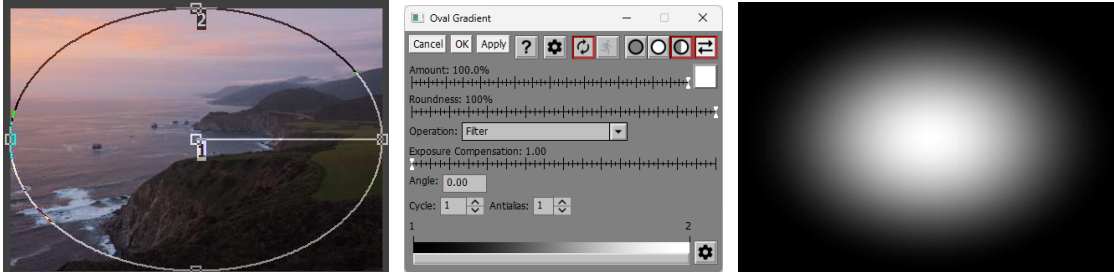 2
1
Oval Gradient
Cancel OK Apply ?
Amount: 100.0%
Roundness: 100%
Operation: Filter
Exposure Compensation: 1.00
Angle: 0.00
Cycle: 1 Antialias: 1
1 2